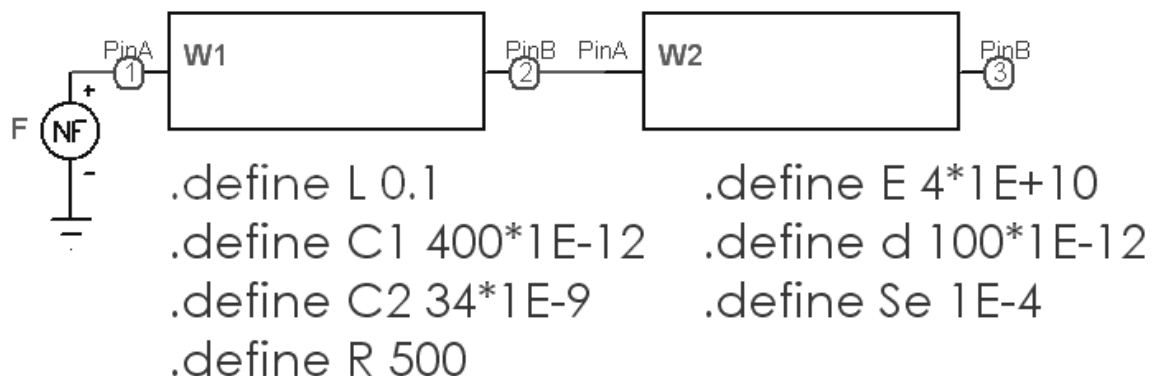 PinA
W1
PinB
PinA
W2
PinB
1
2
3
+
F
NF
-
.define L 0.1
.define E 4*1E+10
.define C1 400*1E-12
.define d 100*1E-12
.define C2 34*1E-9
.define Se 1E-4
.define R 500